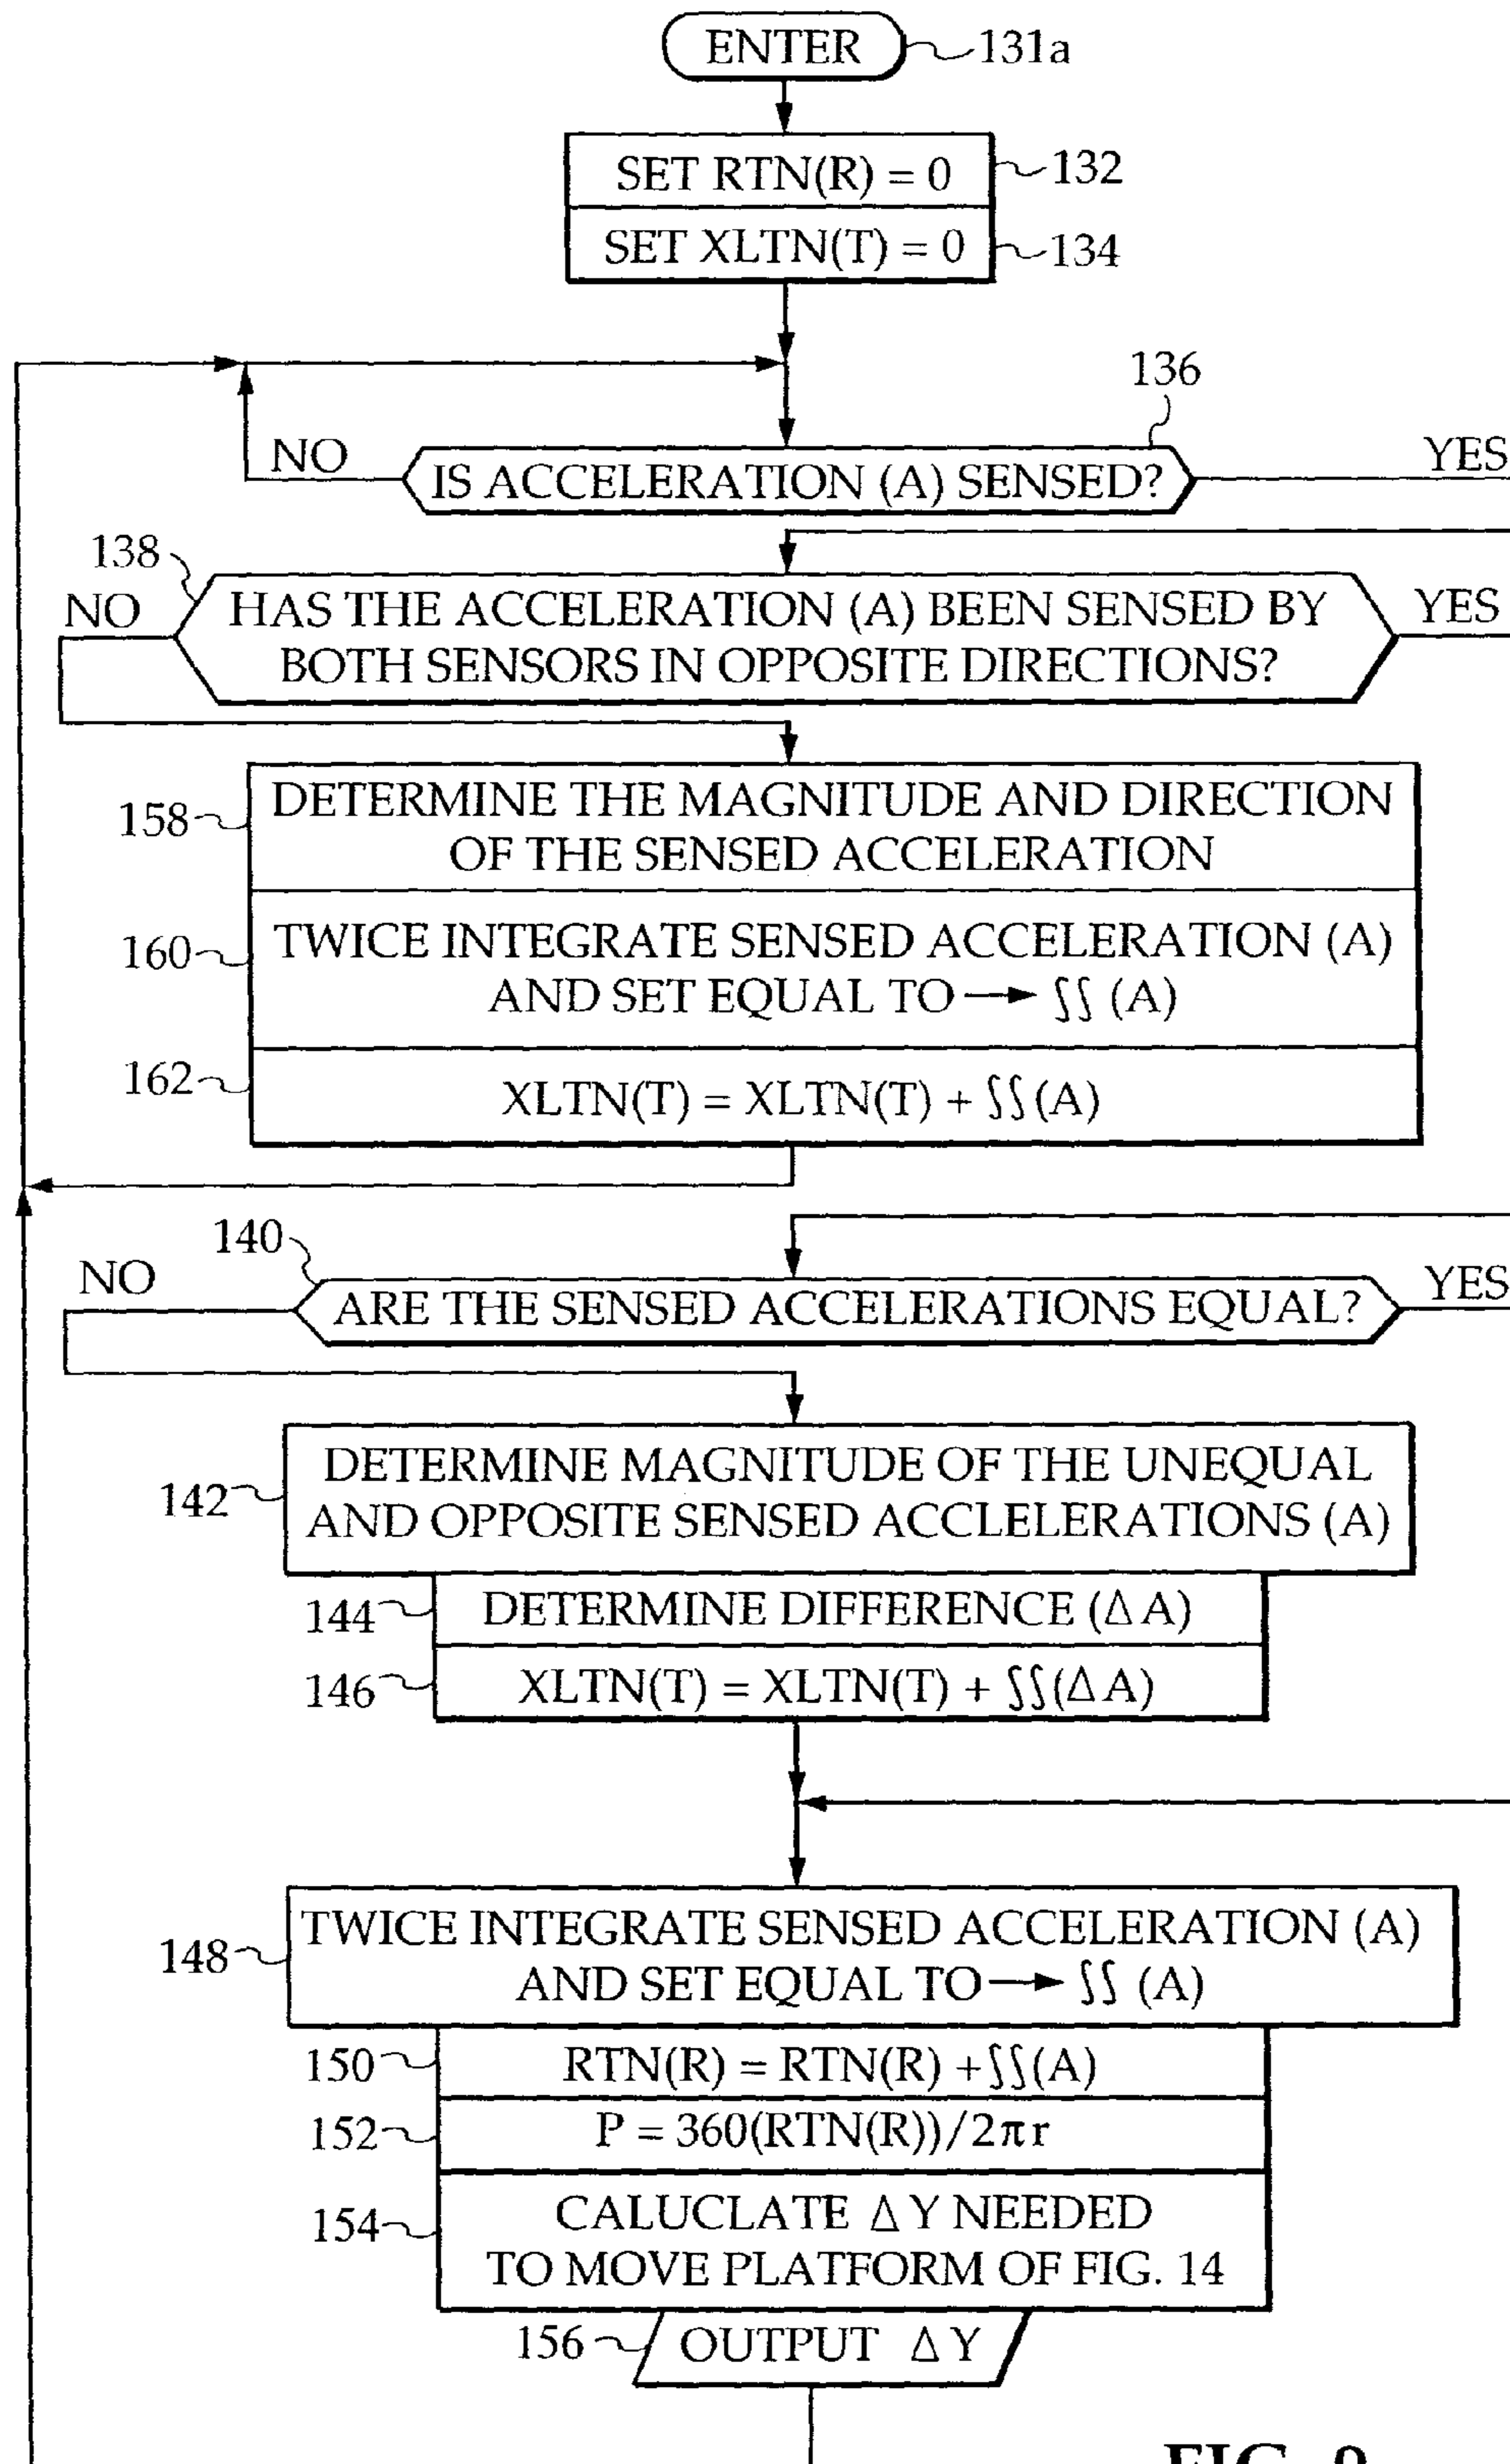 ENTER
131a
SET RTN(R) = 0
132
SET XLTN(T) = 0
134
136
NO
IS ACCELERATION (A) SENSED?
YES
138
NO
HAS THE ACCELERATION (A) BEEN SENSED BY
BOTH SENSORS IN OPPOSITE DIRECTIONS?
YES
158
DETERMINE THE MAGNITUDE AND DIRECTION
OF THE SENSED ACCELERATION
160
TWICE INTEGRATE SENSED ACCELERATION (A)
AND SET EQUAL TO → ∫∫ (A)
162
XLTN(T) = XLTN(T) + ∫∫(A)
140
NO
ARE THE SENSED ACCELERATIONS EQUAL?
YES
142
DETERMINE MAGNITUDE OF THE UNEQUAL
AND OPPOSITE SENSED ACCLELERATIONS (A)
144
DETERMINE DIFFERENCE (Δ A)
146
XLTN(T) = XLTN(T) + ∫∫(Δ A)
148
TWICE INTEGRATE SENSED ACCELERATION (A)
AND SET EQUAL TO → ∫∫ (A)
150
RTN(R) = RTN(R) + ∫∫(A)
152
P = 360(RTN(R))/2πr
154
CALUCLATE Δ Y NEEDED
TO MOVE PLATFORM OF FIG. 14
156
OUTPUT Δ Y
FIG.